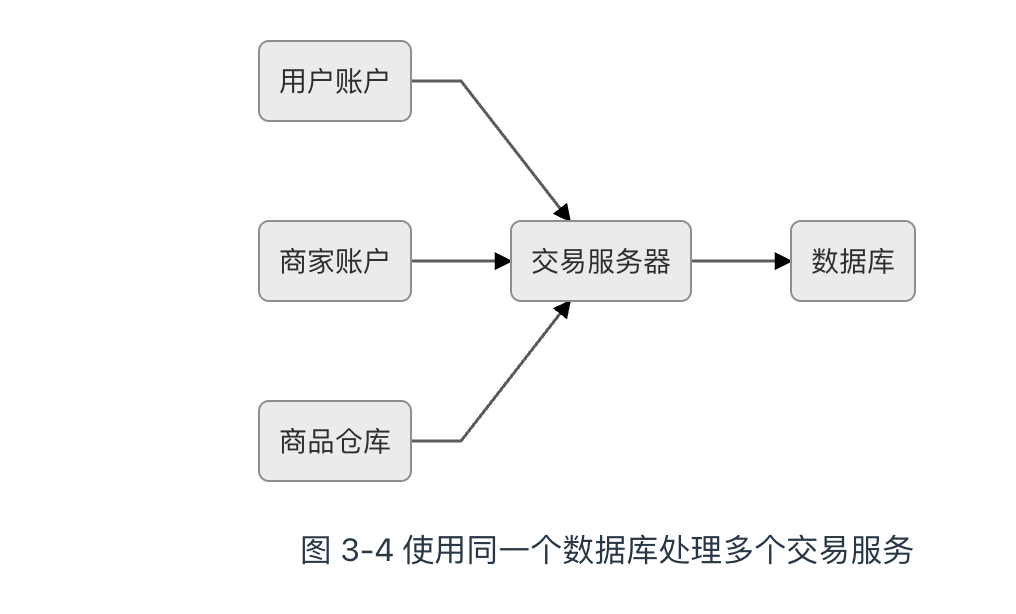 用户账户
商家账户
交易服务器
数据库
商品仓库
图 3-4 使用同一个数据库处理多个交易服务